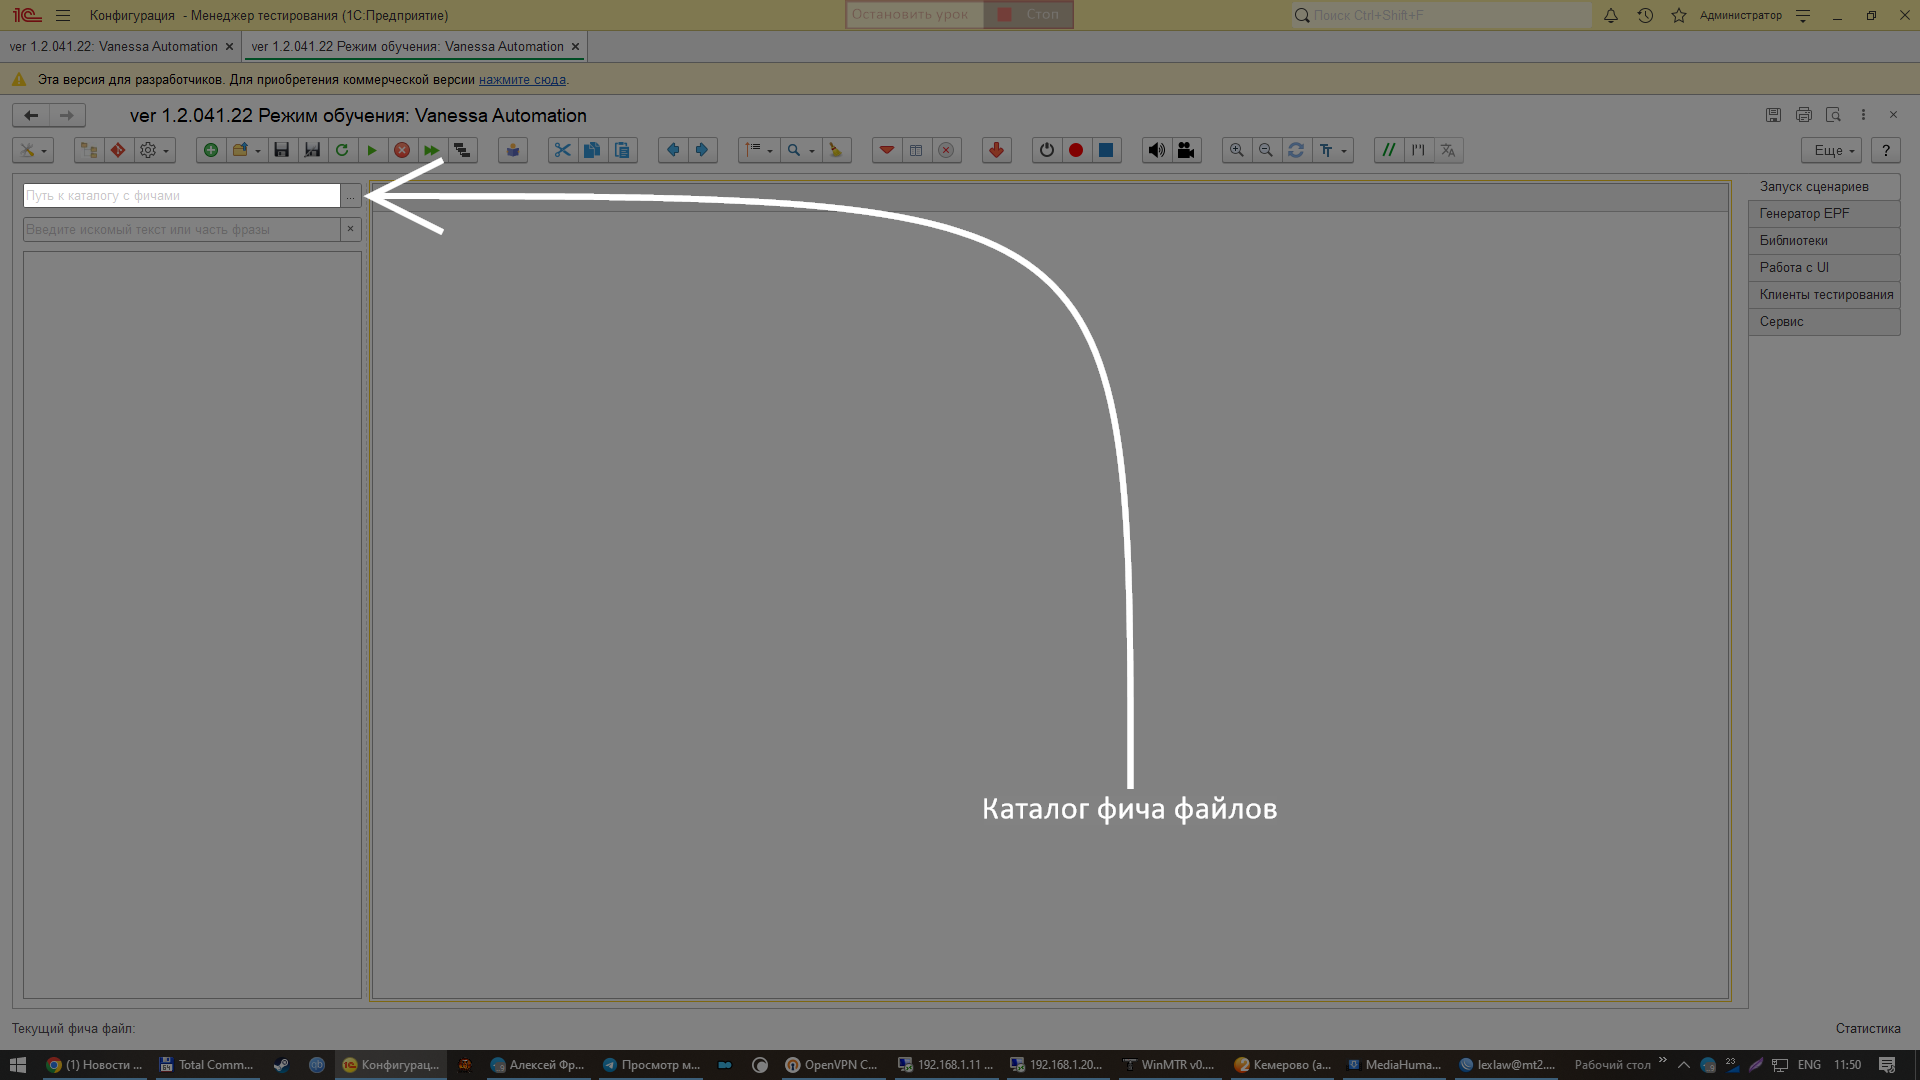 Конфигурация - Менеджер тестирования (1С:Предприятие)
Остановить урок
Стоп
Поиск Ctrl+Shift+F
Администратор
ver 1.2.041.22: Vanessa Automation
ver 1.2.041.22 Режим обучения: Vanessa Automation
Эта версия для разработчиков. Для приобретения коммерческой версии нажмите сюда.
ver 1.2.041.22 Режим обучения: Vanessa Automation
Еще
?
Путь к каталогу с фичами
...
Введите искомый текст или часть фразы
Запуск сценариев
Генератор EPF
Библиотеки
Работа с UI
Клиенты тестирования
Сервис
Каталог фича файлов
Текущий фича файл:
Статистика
(1) Новости ...
Total Comm...
Конфигурац...
Алексей Фр...
Просмотр м...
OpenVPN C...
192.168.1.11 ...
192.168.1.20...
WinMTR v0....
Кемерово (а...
MediaHuma...
lexlaw@mt2....
Рабочий стол
23
ENG
11:50